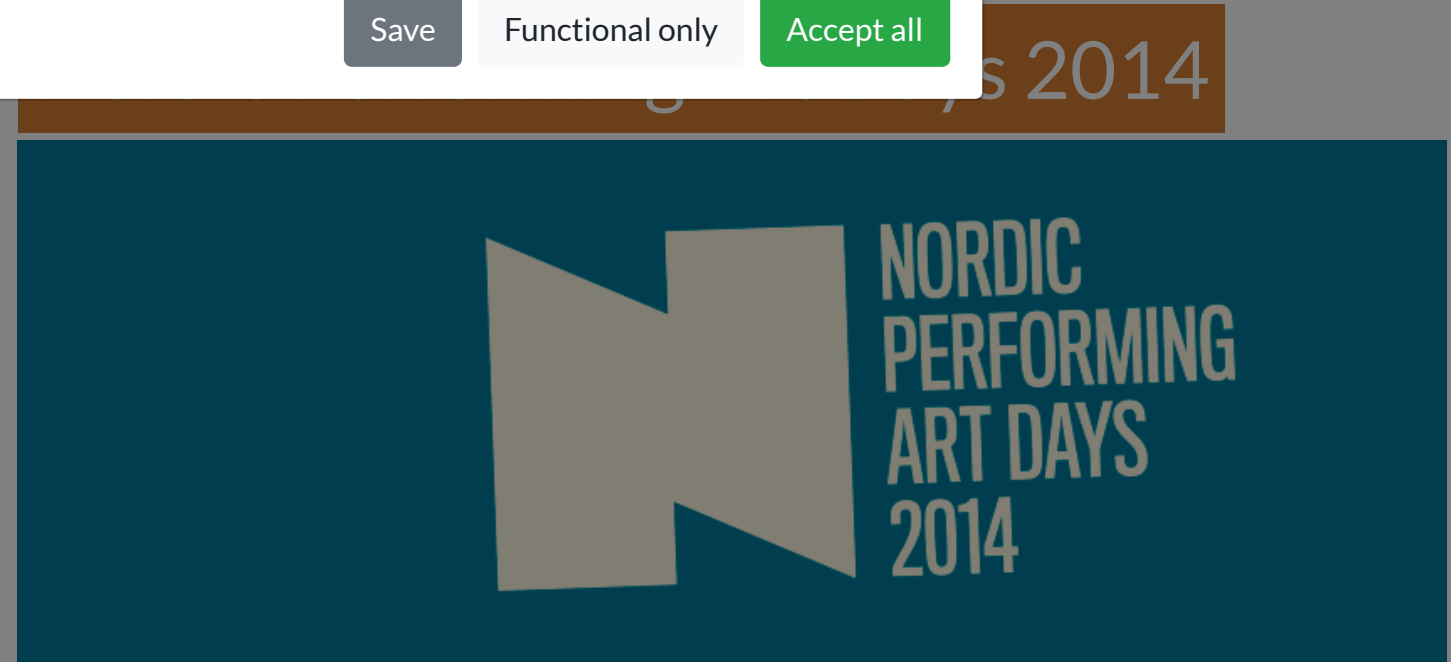 Save
Functional only
Accept all
2014
NORDIC
PERFORMING
ART DAYS
2014